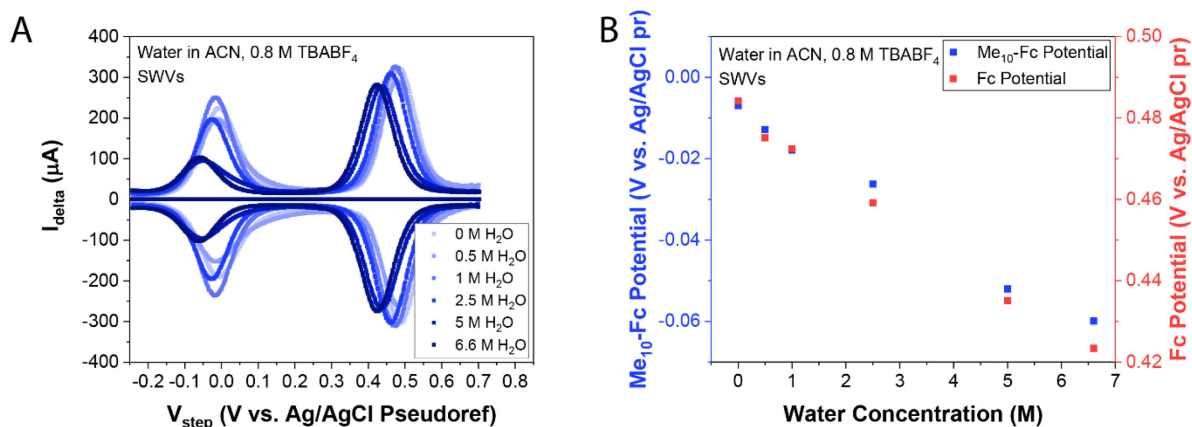 A
Water in ACN, 0.8 M TBABF₄
SWVs
I_delta (µA)
400
300
200
100
0
-100
-200
-300
-400
0 M H₂O
0.5 M H₂O
1 M H₂O
2.5 M H₂O
5 M H₂O
6.6 M H₂O
-0.2 -0.1 0.0 0.1 0.2 0.3 0.4 0.5 0.6 0.7 0.8
V_step (V vs. Ag/AgCl Pseudoref)
B
Water in ACN, 0.8 M TBABF₄
SWVs
Me₁₀-Fc Potential
Fc Potential
Me₁₀-Fc Potential (V vs. Ag/AgCl pr)
0.00
-0.02
-0.04
-0.06
Fc Potential (V vs. Ag/AgCl pr)
0.50
0.48
0.46
0.44
0.42
0 1 2 3 4 5 6 7
Water Concentration (M)